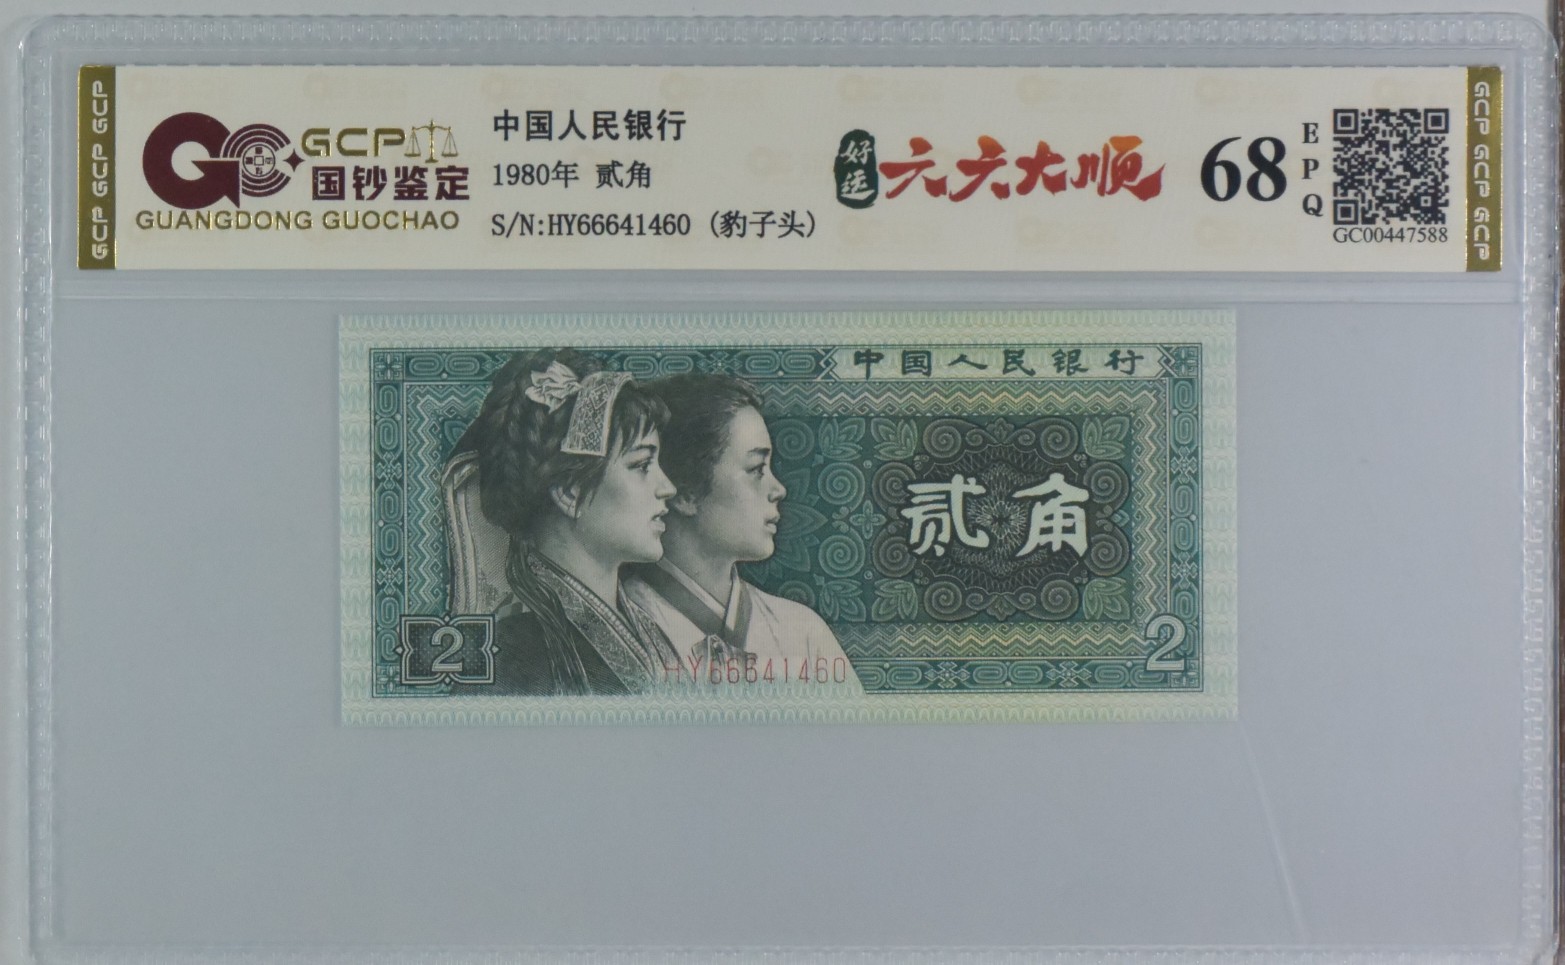 GCP GCP GCP
GCP
国钞鉴定
GUANGDONG GUOCHAO
中国人民银行
1980年 贰角
S/N:HY66641460 (豹子头)
好运
六六大顺
68
EPQ
GC00447588
GCP GCP GCP
中国人民银行
贰角
2
2
HY66641460